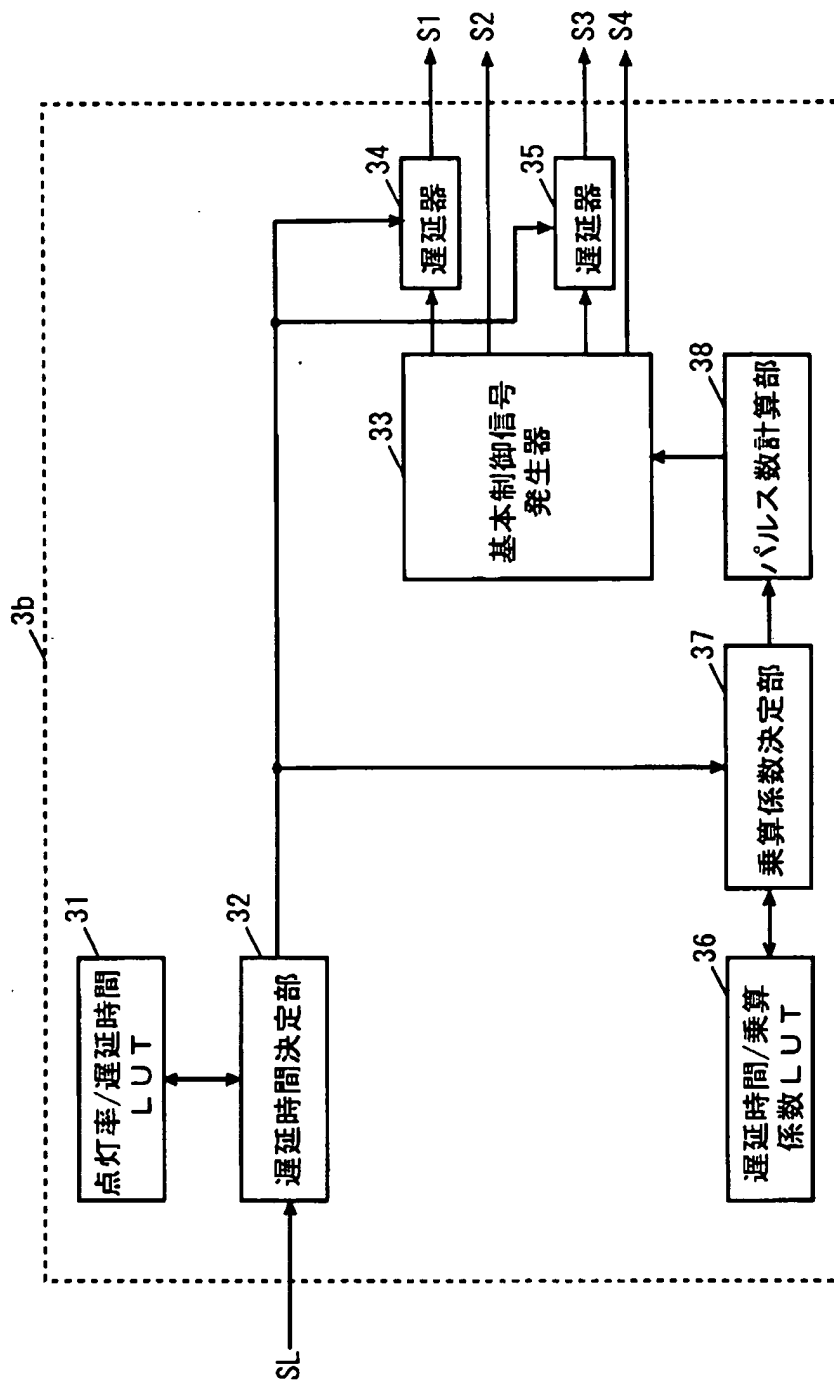 3b
31
点灯率/遅延時間
LUT
32
遅延時間決定部
SL
33
基本制御信号
発生器
34
遅延器
35
遅延器
S1
S2
S3
S4
36
遅延時間/乗算
係数LUT
37
乗算係数決定部
38
パルス数計算部